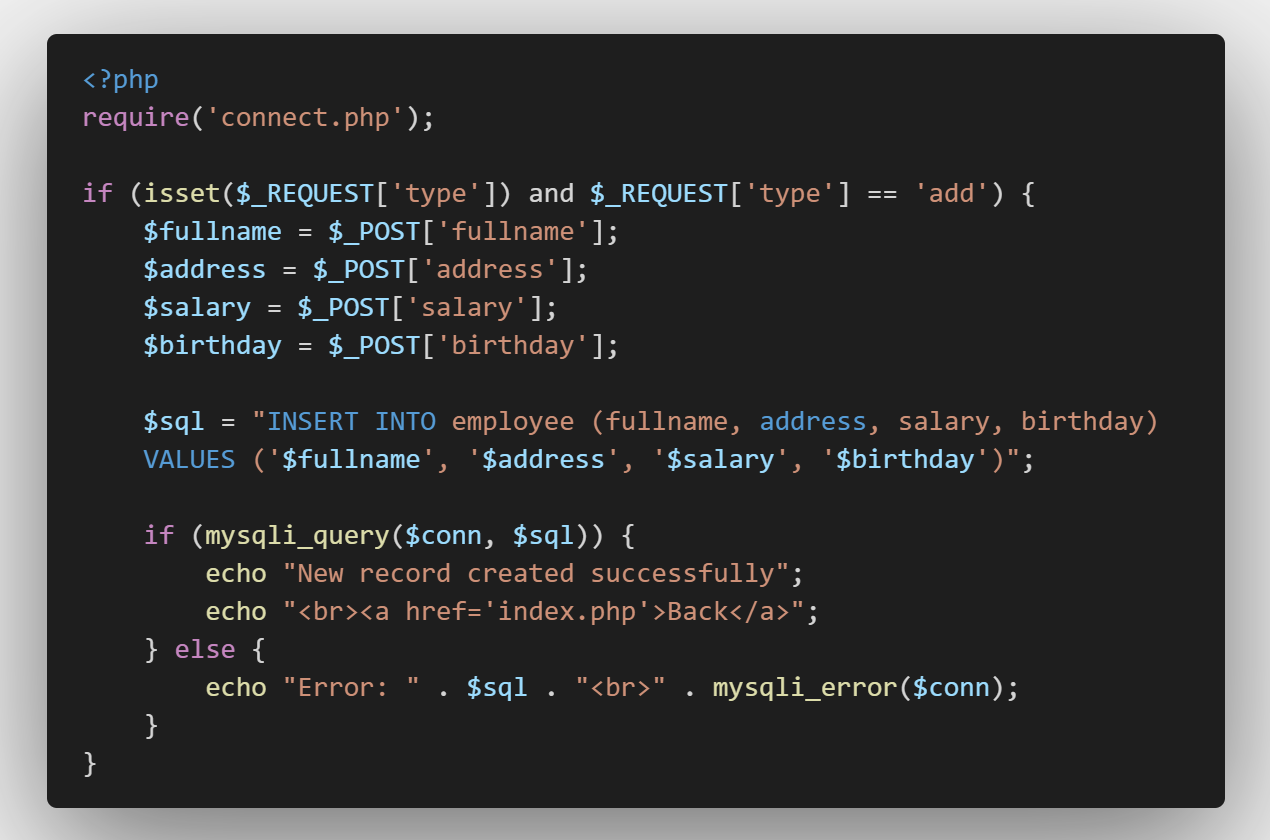 <?php
require('connect.php');
if (isset($_REQUEST['type']) and $_REQUEST['type'] == 'add') {
    $fullname = $_POST['fullname'];
    $address = $_POST['address'];
    $salary = $_POST['salary'];
    $birthday = $_POST['birthday'];
    $sql = "INSERT INTO employee (fullname, address, salary, birthday)
    VALUES ('$fullname', '$address', '$salary', '$birthday')";
    if (mysqli_query($conn, $sql)) {
        echo "New record created successfully";
        echo "<br><a href='index.php'>Back</a>";
    } else {
        echo "Error: " . $sql . "<br>" . mysqli_error($conn);
    }
}